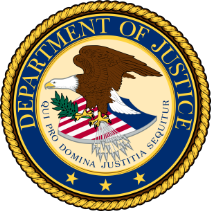 DEPARTMENT OF JUSTICE
QUI PRO DOMINA JUSTITIA SEQUITUR